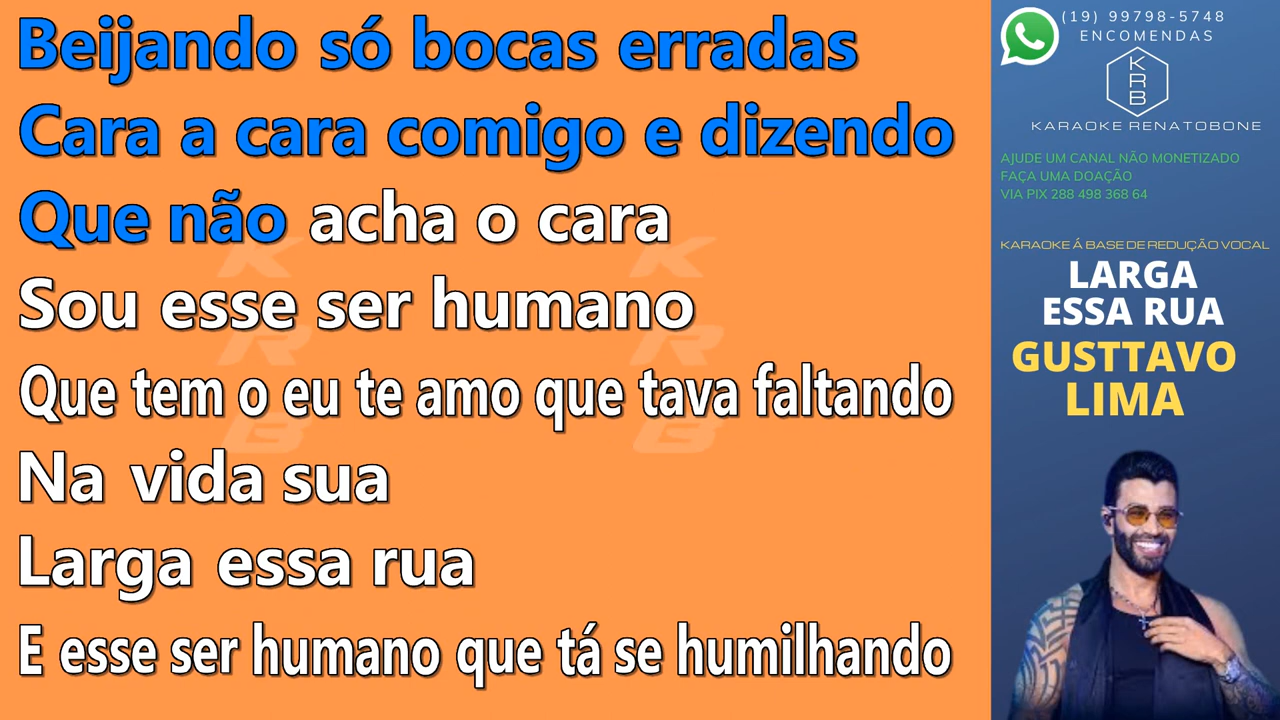 Beijando só bocas erradas
Cara a cara comigo e dizendo
Que não acha o cara
Sou esse ser humano
Que tem o eu te amo que tava faltando
Na vida sua
Larga essa rua
E esse ser humano que tá se humilhando
(19) 99798-5748
ENCOMENDAS
K
R
B
KARAOKE RENATOBONE
AJUDE UM CANAL NÃO MONETIZADO
FAÇA UMA DOAÇÃO
VIA PIX 288 498 368 64
KARAOKE Á BASE DE REDUÇÃO VOCAL
LARGA
ESSA RUA
GUSTTAVO
LIMA
K
R
B
K
R
B